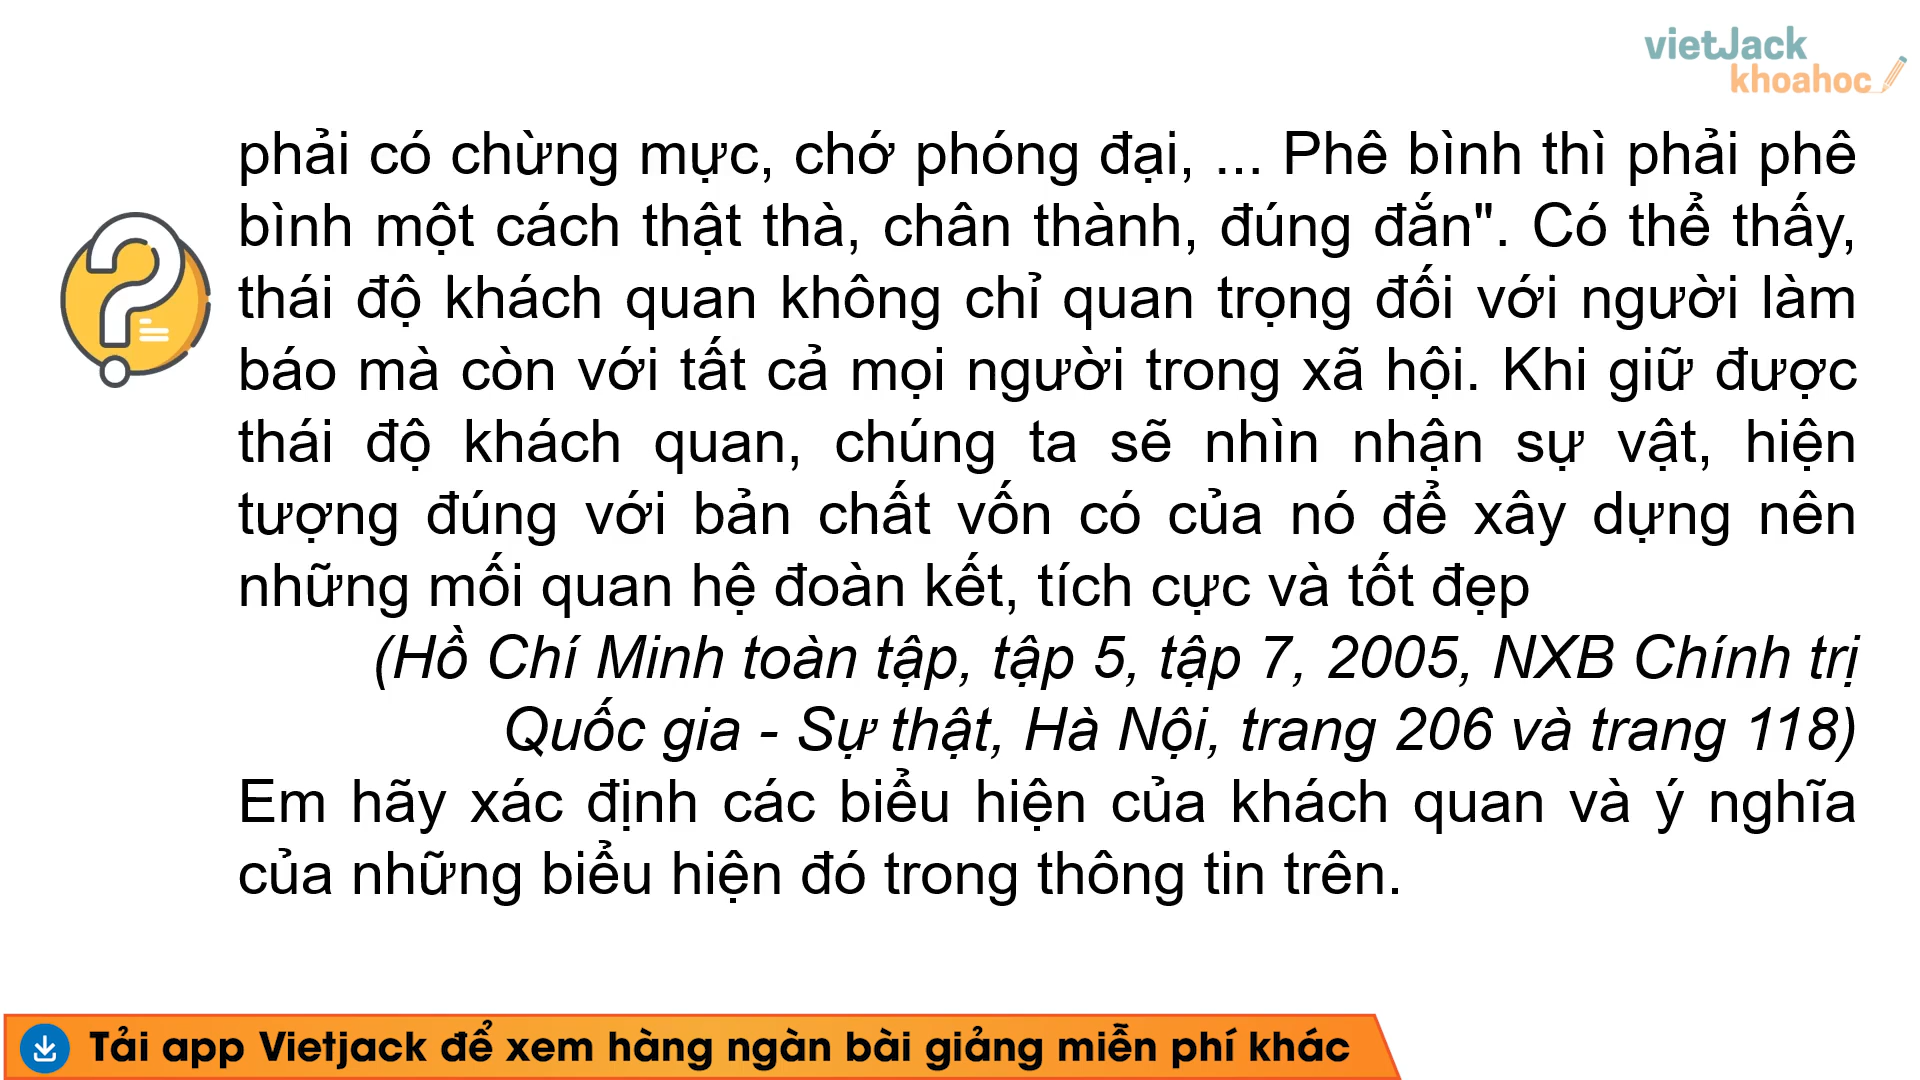 vietJack
khoahoc
phải có chừng mực, chớ phóng đại, ... Phê bình thì phải phê
bình một cách thật thà, chân thành, đúng đắn". Có thể thấy,
thái độ khách quan không chỉ quan trọng đối với người làm
báo mà còn với tất cả mọi người trong xã hội. Khi giữ được
thái độ khách quan, chúng ta sẽ nhìn nhận sự vật, hiện
tượng đúng với bản chất vốn có của nó để xây dựng nên
những mối quan hệ đoàn kết, tích cực và tốt đẹp
(Hồ Chí Minh toàn tập, tập 5, tập 7, 2005, NXB Chính trị
Quốc gia - Sự thật, Hà Nội, trang 206 và trang 118)
Em hãy xác định các biểu hiện của khách quan và ý nghĩa
của những biểu hiện đó trong thông tin trên.
Tải app Vietjack để xem hàng ngàn bài giảng miễn phí khác